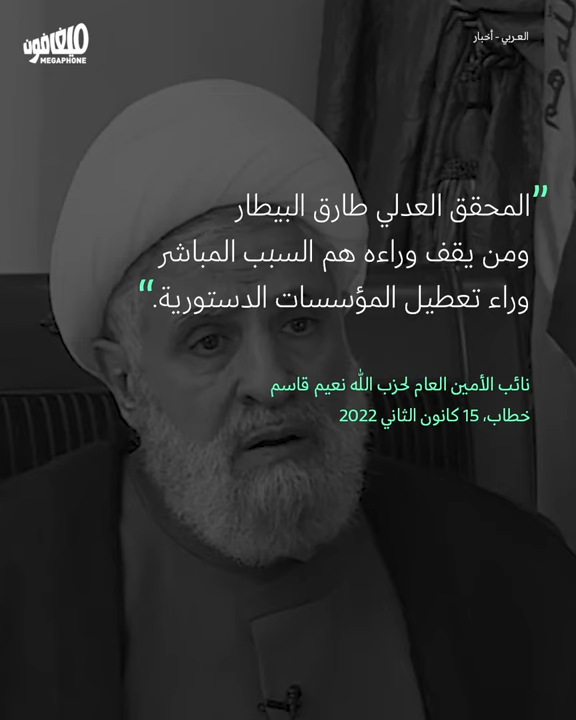 ميغافون
MEGAPHONE
العربي - أخبار
"المحقق العدلي طارق البيطار
ومن يقف وراءه هم السبب المباشر
وراء تعطيل المؤسسات الدستورية."
نائب الأمين العام لحزب الله نعيم قاسم
خطاب، 15 كانون الثاني 2022